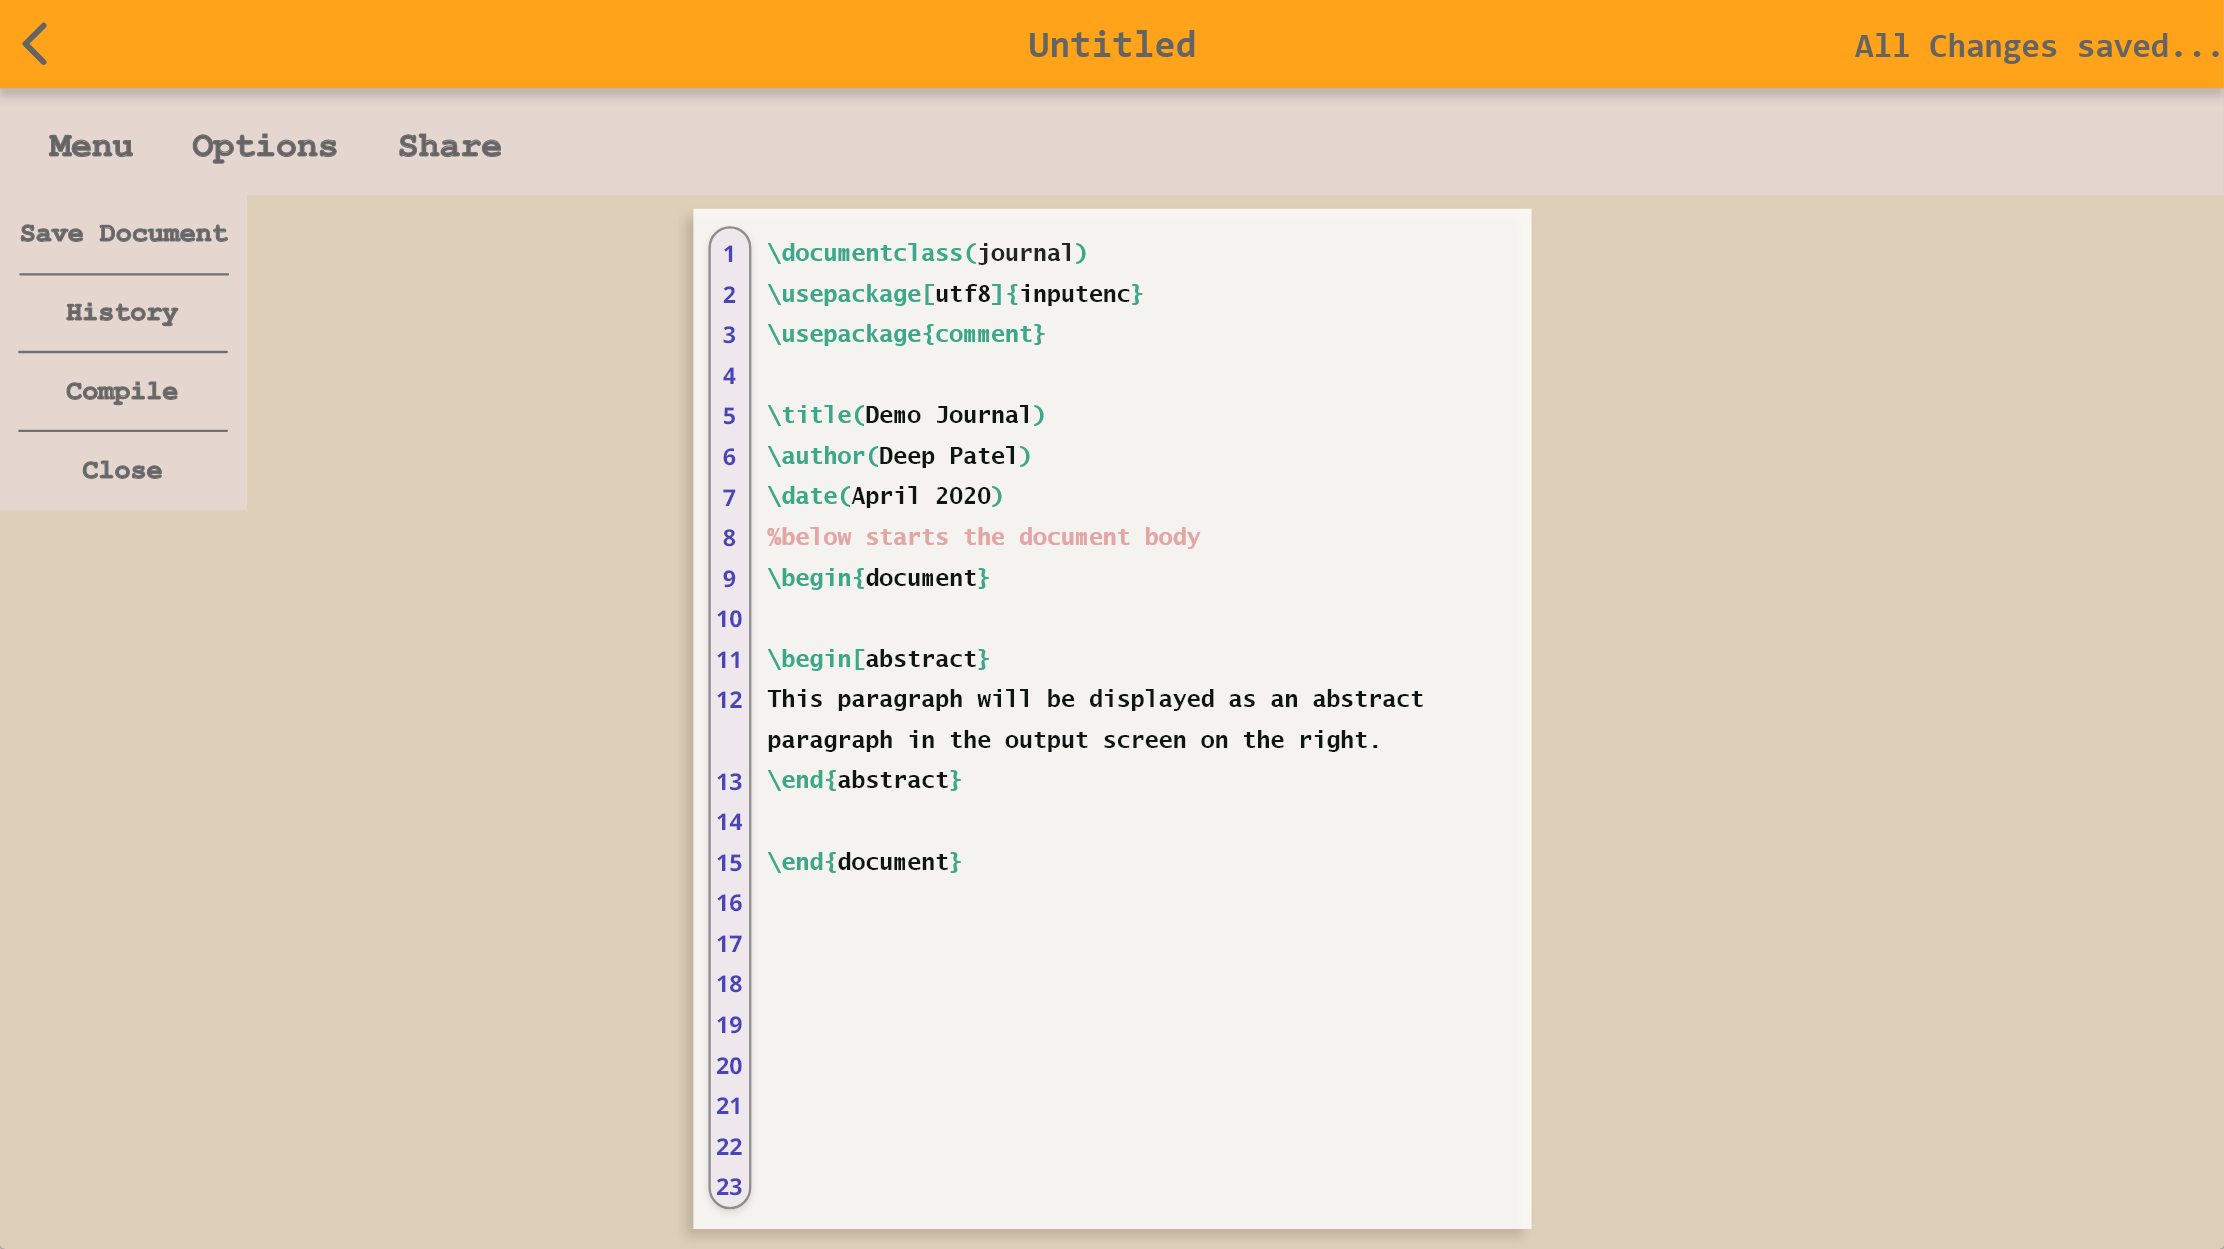 Untitled
All Changes saved...
Menu Options Share
Save Document
History
Compile
Close
1 \documentclass(journal)
2 \usepackage[utf8]{inputenc}
3 \usepackage{comment}
4
5 \title(Demo Journal)
6 \author(Deep Patel)
7 \date(April 2020)
8 %below starts the document body
9 \begin{document}
10
11 \begin[abstract}
12 This paragraph will be displayed as an abstract
paragraph in the output screen on the right.
13 \end{abstract}
14
15 \end{document}
16
17
18
19
20
21
22
23